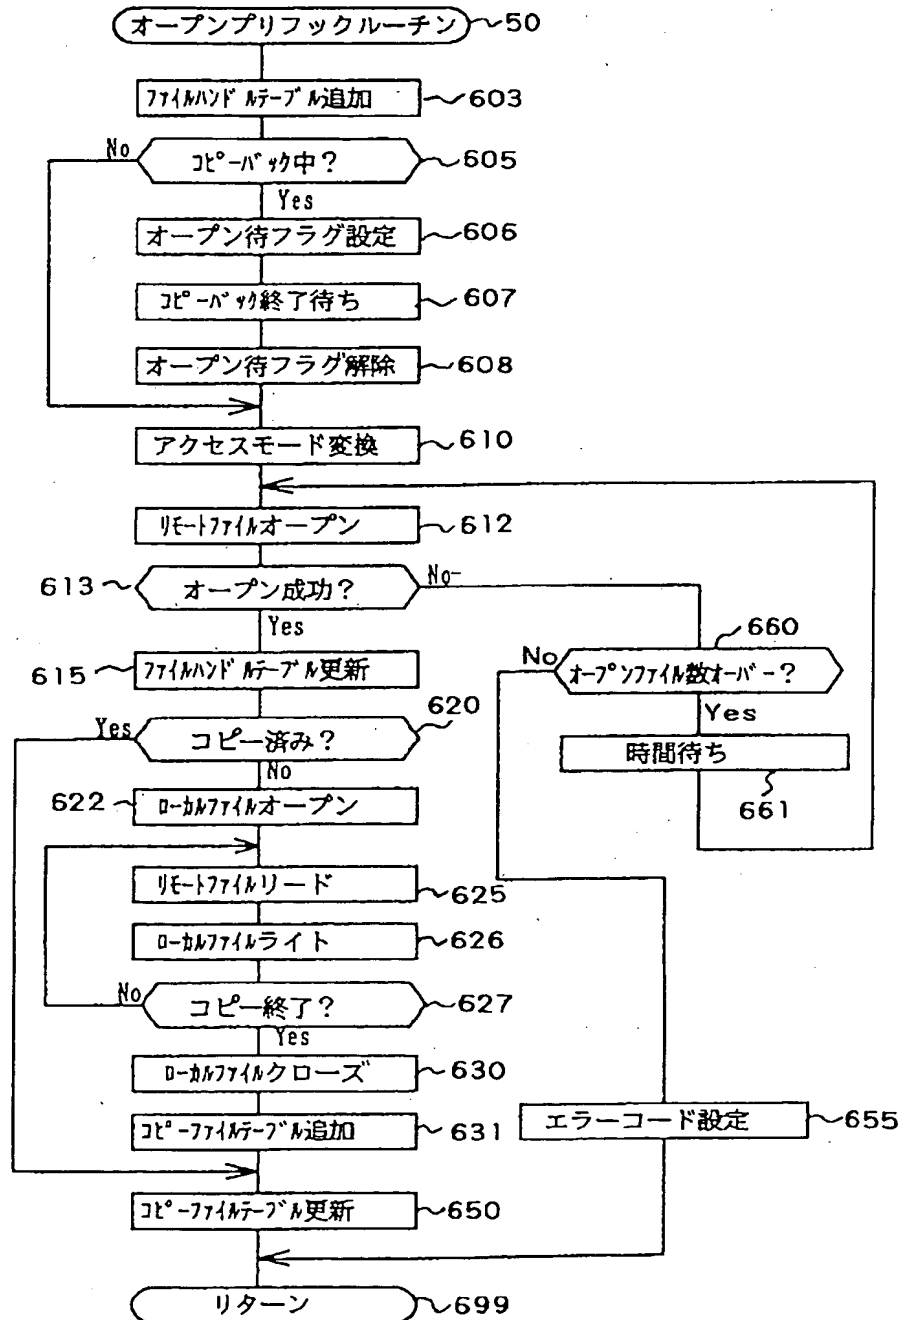 オープンプリフックルーチン 50
ファイルハンドルテーブル追加 603
コピーバック中? 605
No
Yes
オープン待フラグ設定 606
コピーバック終了待ち 607
オープン待フラグ解除 608
アクセスモード変換 610
リモートファイルオープン 612
613 オープン成功? No
Yes
615 ファイルハンドルテーブル更新
660
No オープンファイル数オーバー?
Yes
時間待ち
661
620
Yes コピー済み?
No
622 ローカルファイルオープン
リモートファイルリード 625
ローカルファイルライト 626
No コピー終了? 627
Yes
ローカルファイルクローズ 630
コピーファイルテーブル追加 631
エラーコード設定 655
コピーファイルテーブル更新 650
リターン 699